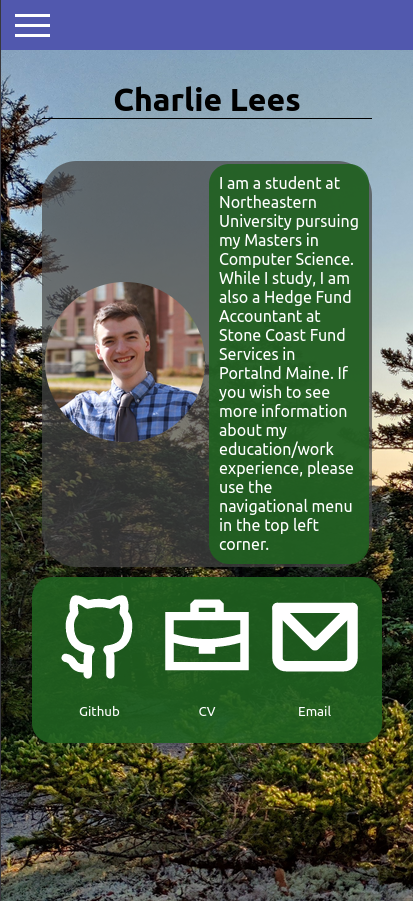 Charlie Lees
I am a student at
Northeastern
University pursuing
my Masters in
Computer Science.
While I study, I am
also a Hedge Fund
Accountant at
Stone Coast Fund
Services in
Portalnd Maine. If
you wish to see
more information
about my
education/work
experience, please
use the
navigational menu
in the top left
corner.
Github CV Email